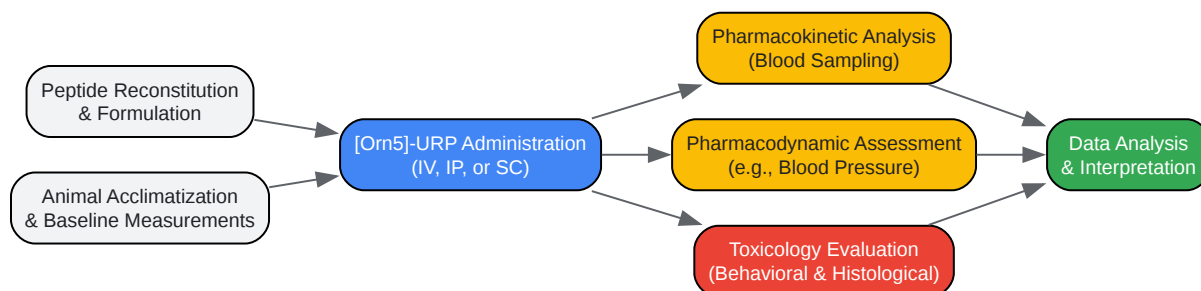 Peptide Reconstitution
& Formulation
Animal Acclimatization
& Baseline Measurements
[Orn5]-URP Administration
(IV, IP, or SC)
Pharmacokinetic Analysis
(Blood Sampling)
Pharmacodynamic Assessment
(e.g., Blood Pressure)
Toxicology Evaluation
(Behavioral & Histological)
Data Analysis
& Interpretation